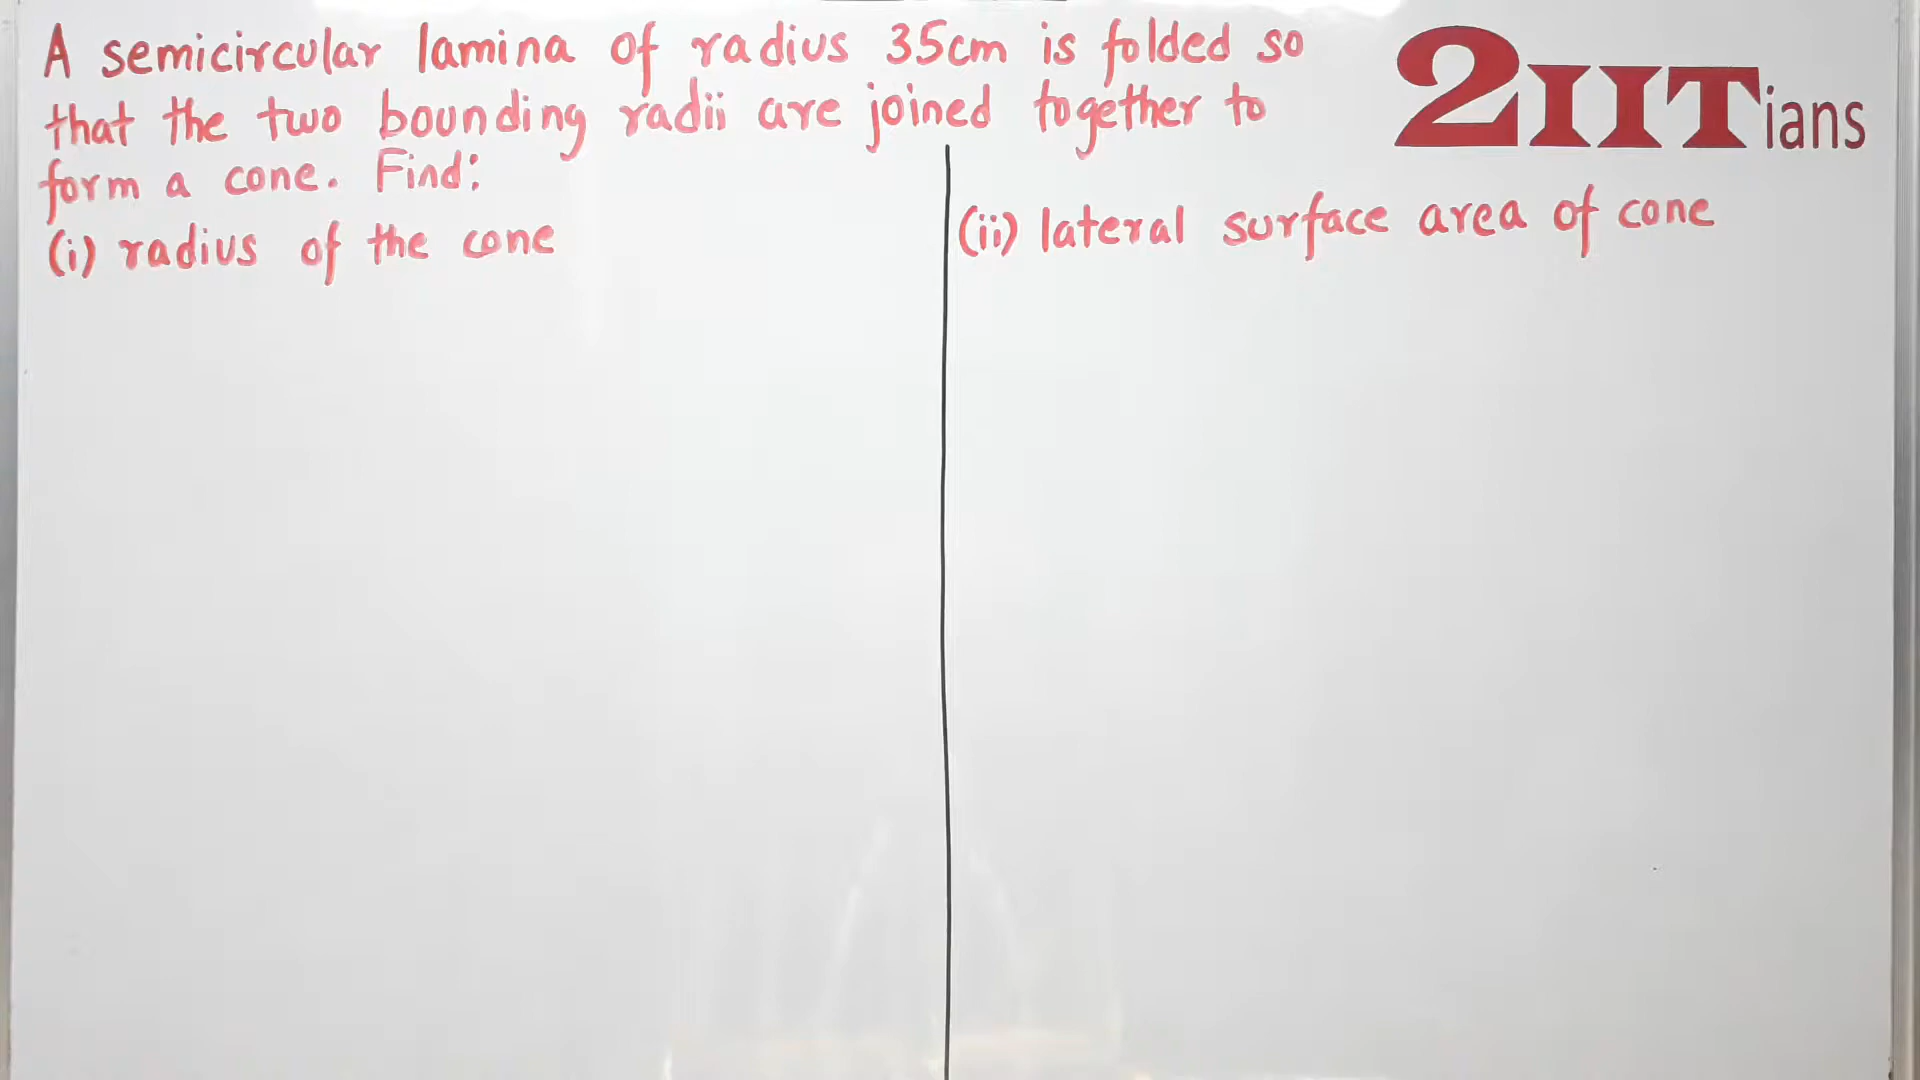 A semicircular lamina of radius 35cm is folded so
that the two bounding radii are joined together to
form a cone. Find:
(i) radius of the cone
(ii) lateral surface area of cone
2IITians